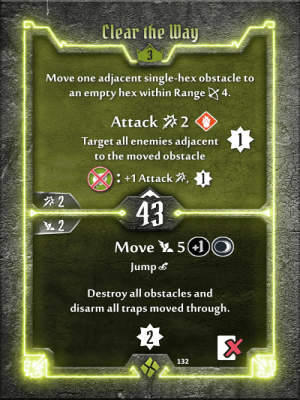 Clear the Way
3
Move one adjacent single-hex obstacle to
an empty hex within Range 4.
Attack 2
Target all enemies adjacent
to the moved obstacle
1
: +1 Attack , 1
2
43
2
Move 5 +1
Jump
Destroy all obstacles and
disarm all traps moved through.
2
132